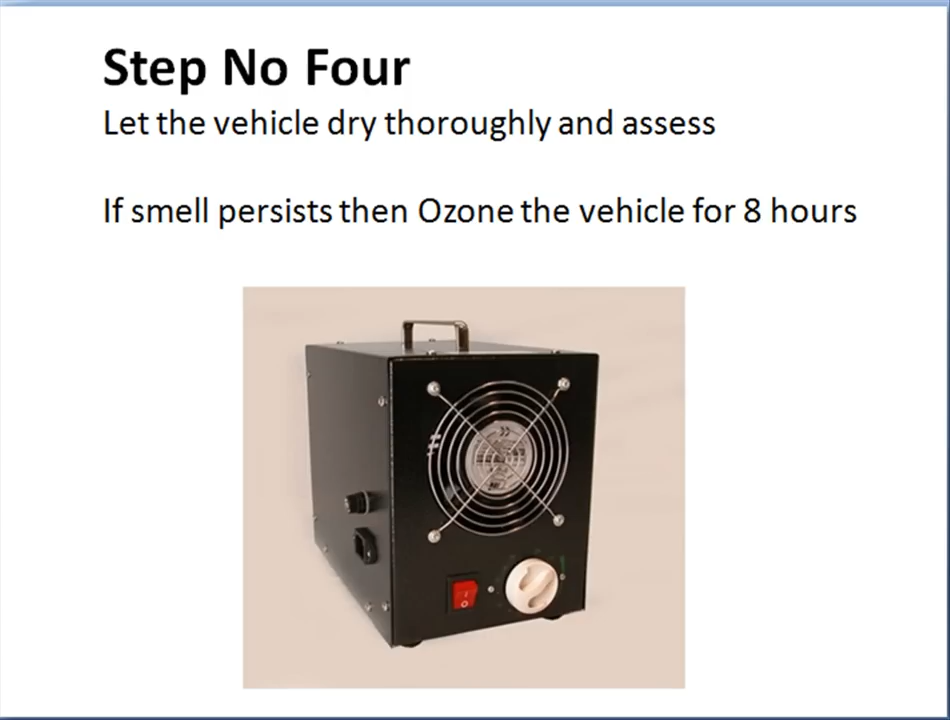 Step No Four
Let the vehicle dry thoroughly and assess
If smell persists then Ozone the vehicle for 8 hours